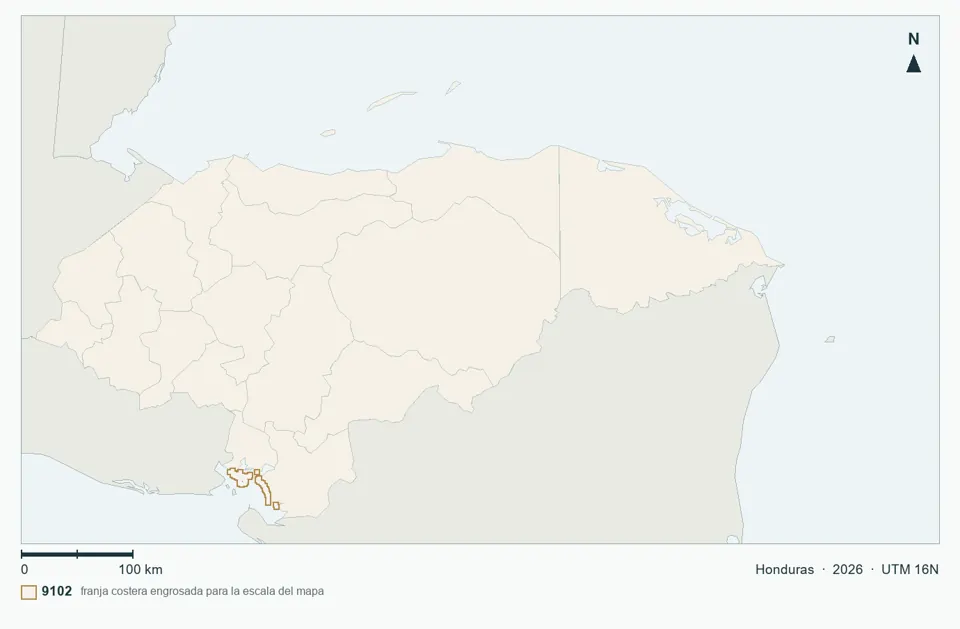 N
0 100 km
Honduras · 2026 · UTM 16N
9102 franja costera engrosada para la escala del mapa